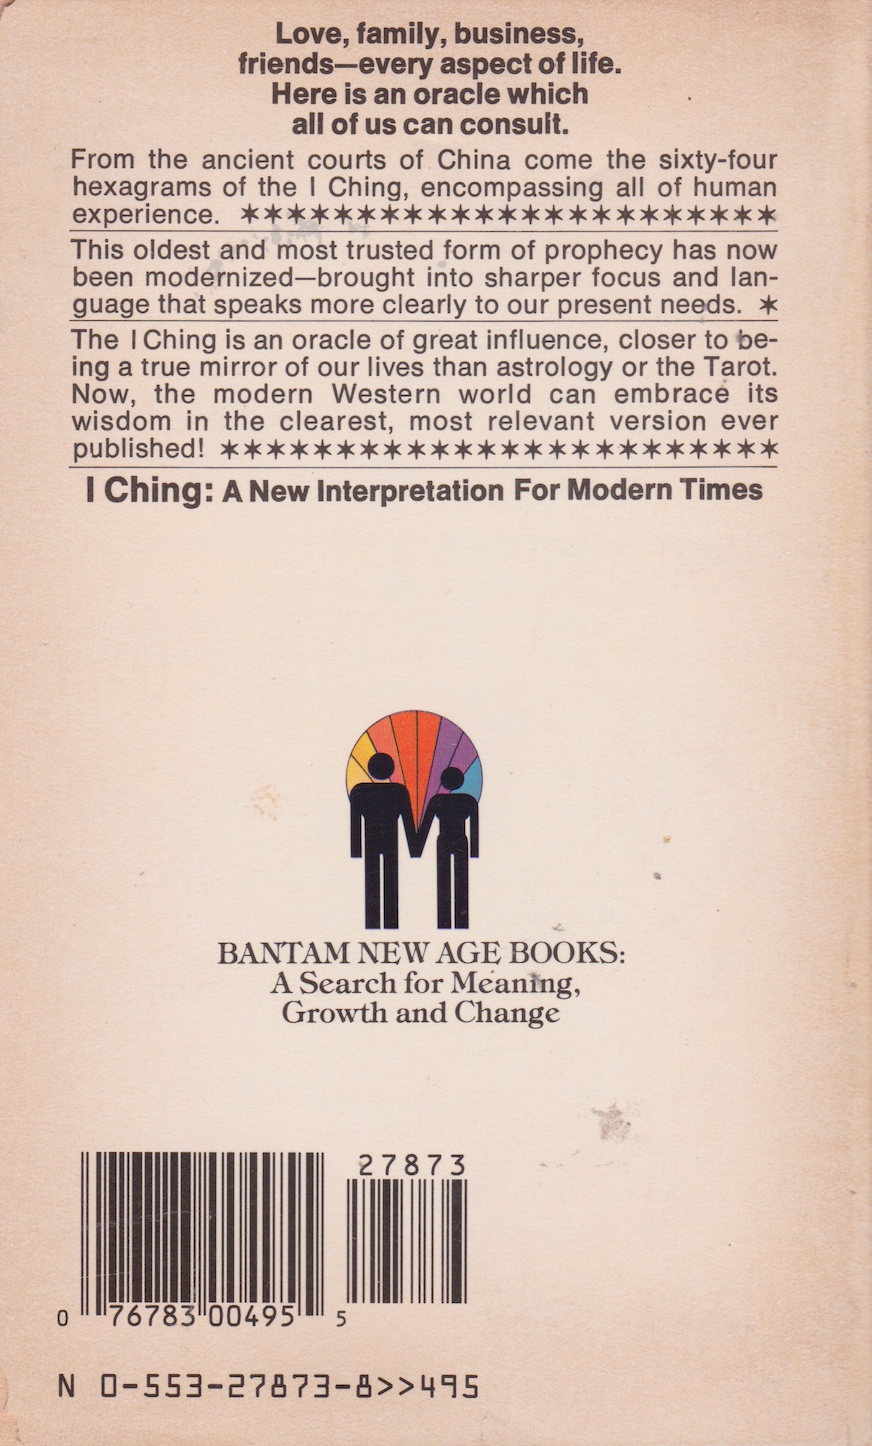 Love, family, business,
friends—every aspect of life.
Here is an oracle which
all of us can consult.
From the ancient courts of China come the sixty-four
hexagrams of the I Ching, encompassing all of human
experience. ✶✶✶✶✶✶✶✶✶✶✶✶✶✶✶✶✶✶✶✶✶✶✶
This oldest and most trusted form of prophecy has now
been modernized—brought into sharper focus and lan-
guage that speaks more clearly to our present needs. ✶
The I Ching is an oracle of great influence, closer to be-
ing a true mirror of our lives than astrology or the Tarot.
Now, the modern Western world can embrace its
wisdom in the clearest, most relevant version ever
published! ✶✶✶✶✶✶✶✶✶✶✶✶✶✶✶✶✶✶✶✶✶✶✶✶
I Ching: A New Interpretation For Modern Times
BANTAM NEW AGE BOOKS:
A Search for Meaning,
Growth and Change
27873
0 76783 00495 5
N 0-553-27873-8>>495